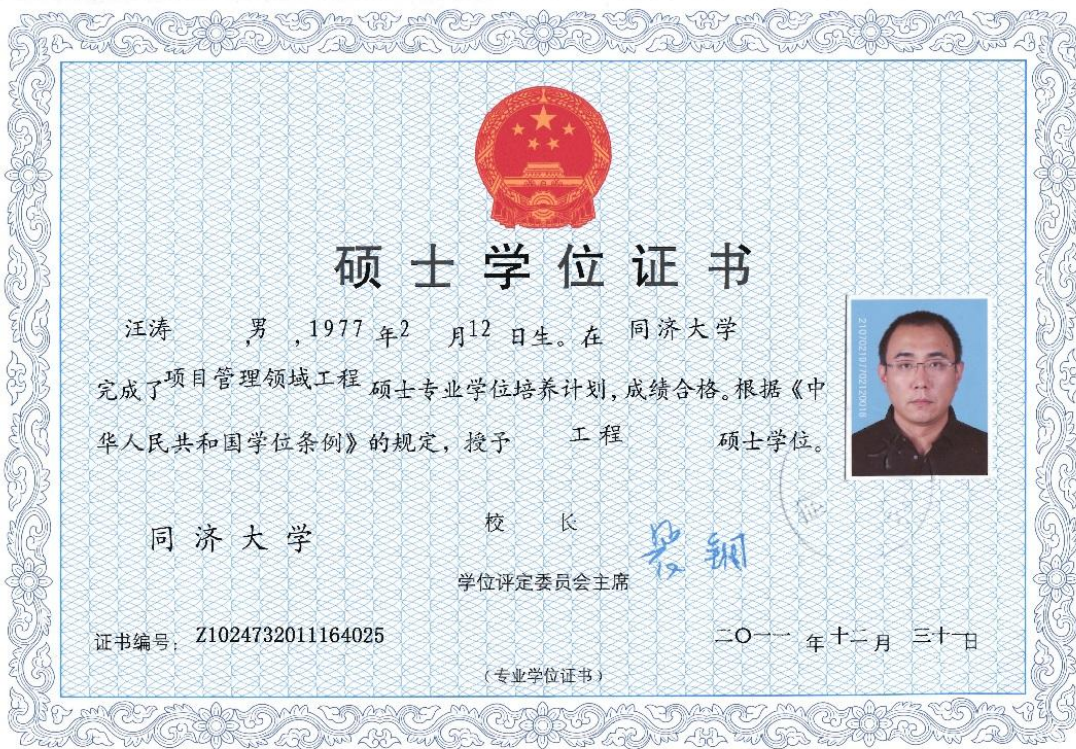 硕士学位证书
汪涛 ,男 ,1977 年2 月12 日生。在 同济大学
完成了项目管理领域工程 硕士专业学位培养计划,成绩合格。根据《中
华人民共和国学位条例》的规定,授予 工程 硕士学位。
210702197702120018
同济大学
校 长
裴钢
学位评定委员会主席
证书编号: Z1024732011164025
二〇一一 年十二月 三十一日
(专业学位证书)